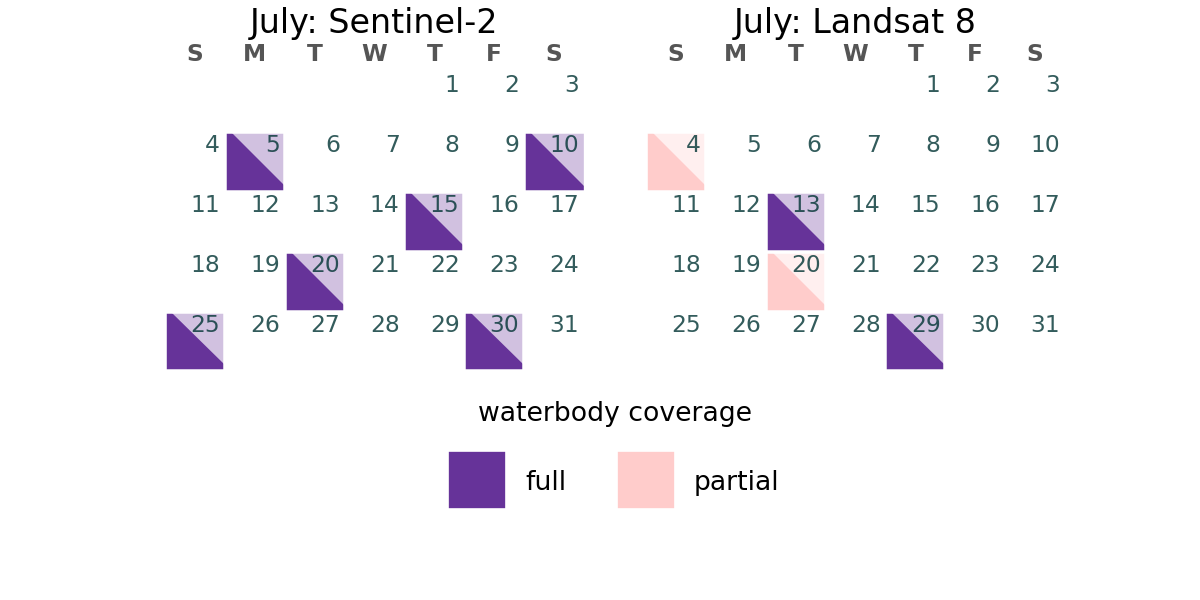 July: Sentinel-2
S M T W T F S
1 2 3
4 5 6 7 8 9 10
11 12 13 14 15 16 17
18 19 20 21 22 23 24
25 26 27 28 29 30 31
July: Landsat 8
S M T W T F S
1 2 3
4 5 6 7 8 9 10
11 12 13 14 15 16 17
18 19 20 21 22 23 24
25 26 27 28 29 30 31
waterbody coverage
full
partial